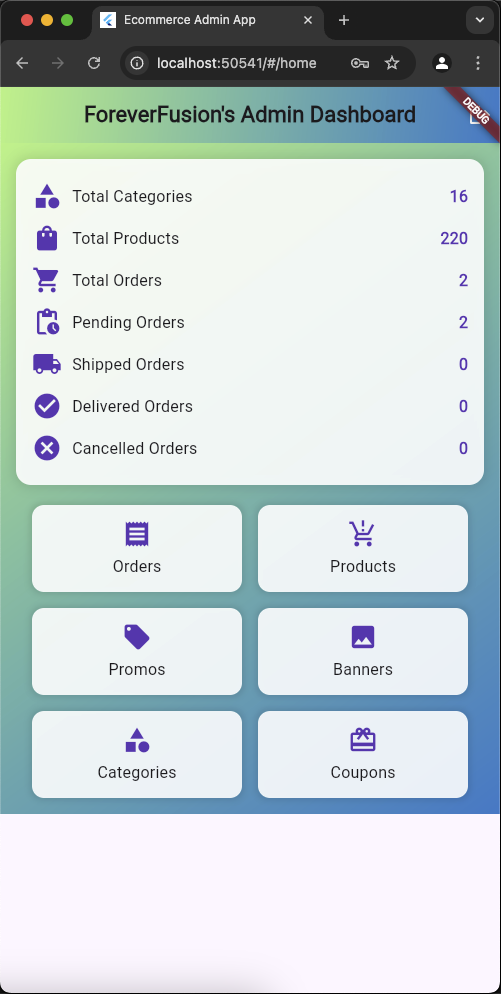 Ecommerce Admin App
localhost:50541/#/home
ForeverFusion's Admin Dashboard
DEBUG
Total Categories 16
Total Products 220
Total Orders 2
Pending Orders 2
Shipped Orders 0
Delivered Orders 0
Cancelled Orders 0
Orders Products
Promos Banners
Categories Coupons